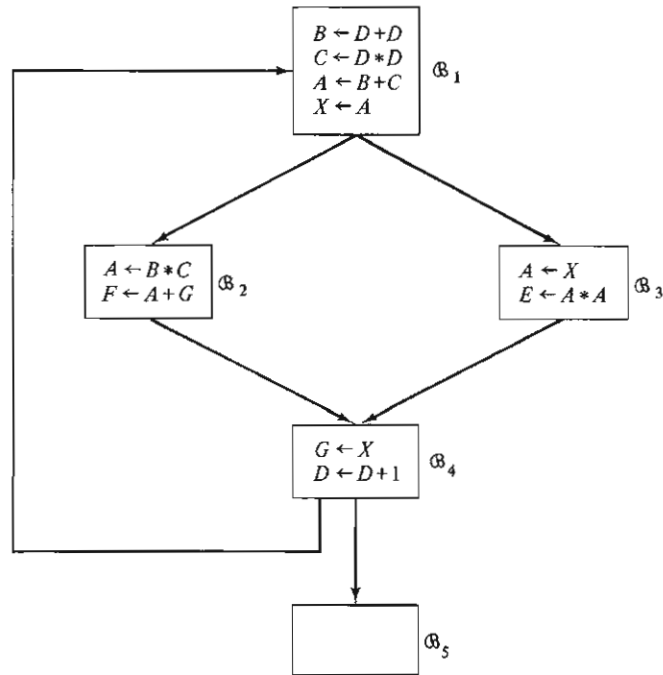 B ← D + D
C ← D * D
A ← B + C
X ← A
ℬ1
A ← B * C
F ← A + G
ℬ2
A ← X
E ← A * A
ℬ3
G ← X
D ← D + 1
ℬ4
ℬ5